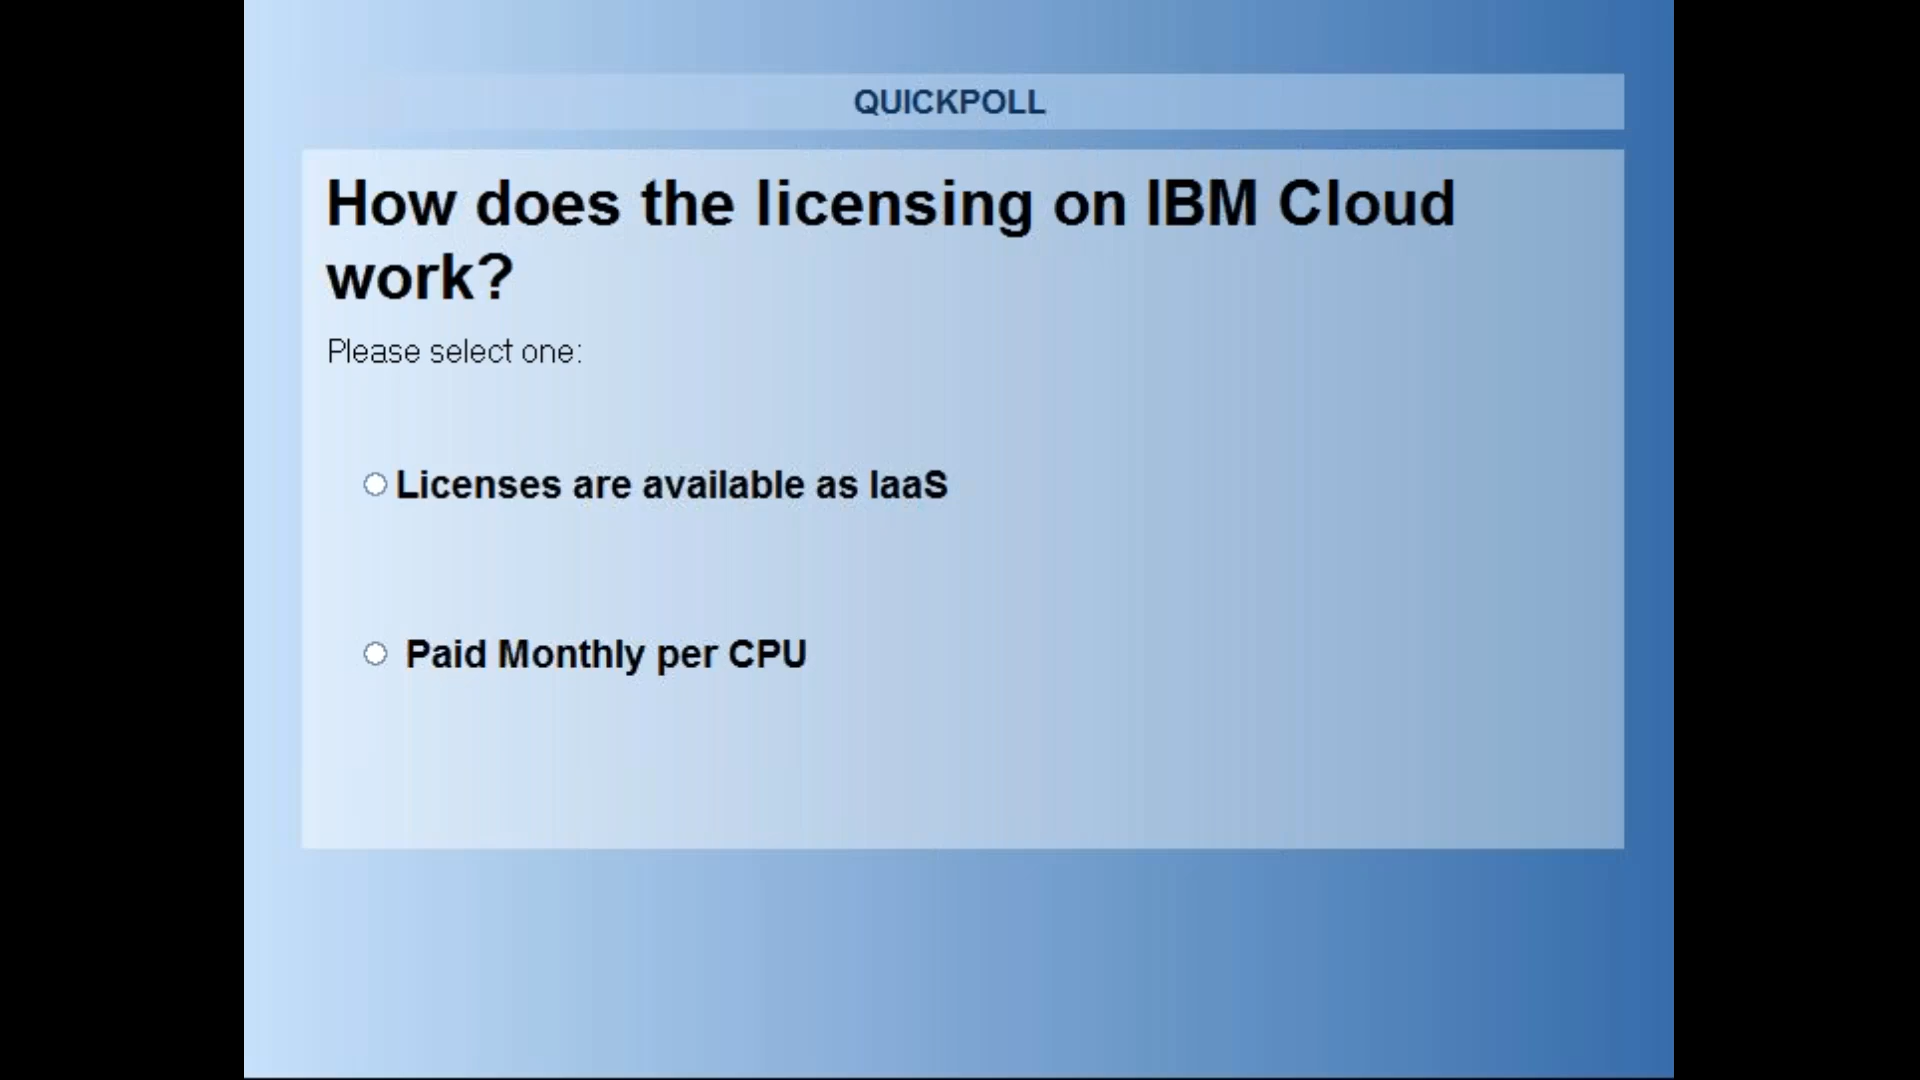 QUICKPOLL
How does the licensing on IBM Cloud
work?
Please select one:
Licenses are available as IaaS
Paid Monthly per CPU